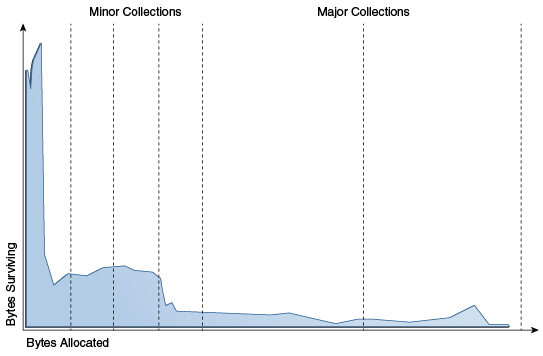 Minor Collections
Major Collections
Bytes Surviving
Bytes Allocated